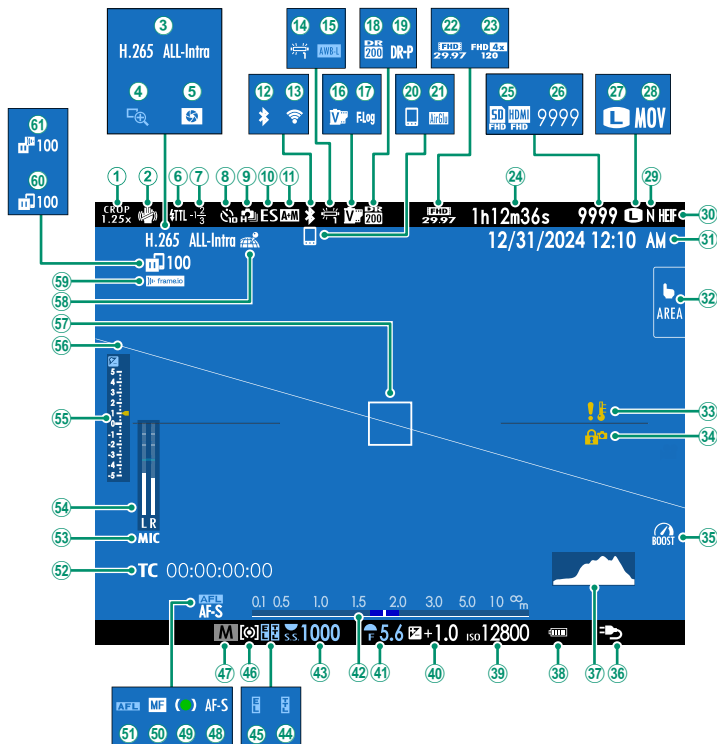 3
H.265 ALL-Intra
4 5
14 15
AWB-L
18 19
DR 200 DR-P
22 23
FHD 29.97 FHD 4x 120
12 13
16 17
F-Log
20 21
AirGlu
25 26
SD FHD HDMI FHD 9999
27 28
L MOV
61
100
60
100
1 2 6 7 8 9 10 11 24 29
CROP 1.25x TTL ES A+M DR 200 FHD 29.97 1h12m36s 9999 L N HEIF 30
H.265 ALL-Intra 12/31/2024 12:10 AM 31
100
59 frame.io 58
AREA 32
57
56
5
4
3
2
1
0
-1
-2
-3
-4
-5
55
33
34
54
L R
53 MIC
BOOST 35
52 TC 00:00:00:00
AFL
AF-S
0.1 0.5 1.0 1.5 2.0 3.0 5.0 10 ∞ m
M S.S. 1000 F 5.6 +1.0 ISO 12800
47 46 43 42 41 40 39 38 37 36
AFL MF AF-S
51 50 49 48 45 44